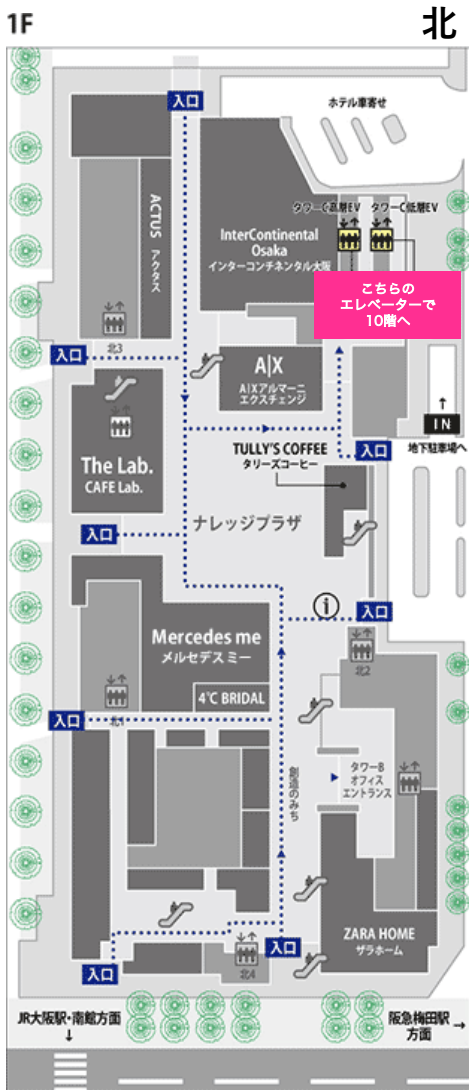 1F
北
入口
ホテル車寄せ
タワーC高層EV
タワーC低層EV
ACTUS
アクタス
InterContinental
Osaka
インターコンチネンタル大阪
こちらの
エレベーターで
10階へ
北3
入口
A|X
A|Xアルマーニ
エクスチェンジ
IN
地下駐車場へ
TULLY'S COFFEE
タリーズコーヒー
入口
The Lab.
CAFE Lab.
ナレッジプラザ
入口
i
入口
Mercedes me
メルセデス ミー
北2
4℃ BRIDAL
北1
入口
創造のみち
タワーB
オフィス
エントランス
ZARA HOME
ザラホーム
入口
北4
入口
JR大阪駅・南館方面
↓
阪急梅田駅
方面 →